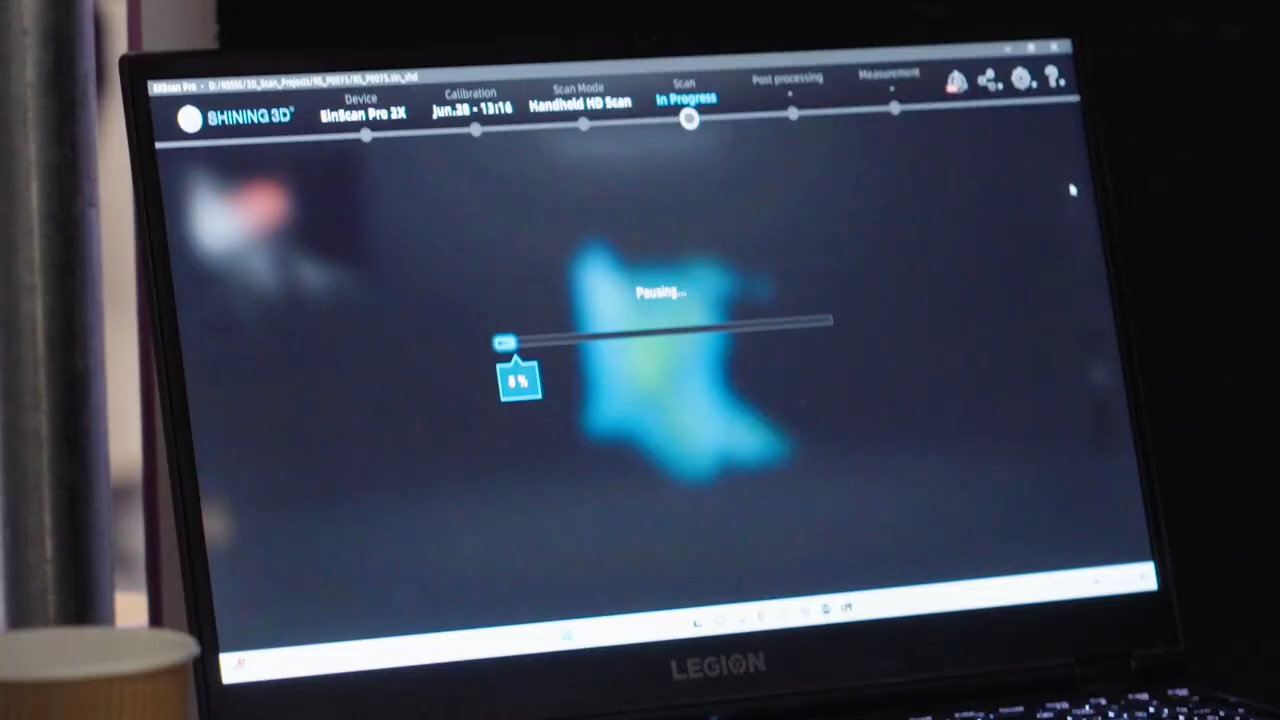 SHINING 3D®
Device
EinScan Pro 2X
Calibration
Jun.28 - 13:16
Scan Mode
Handheld HD Scan
Scan
In Progress
Post processing
Measurement
Pausing...
LEGION